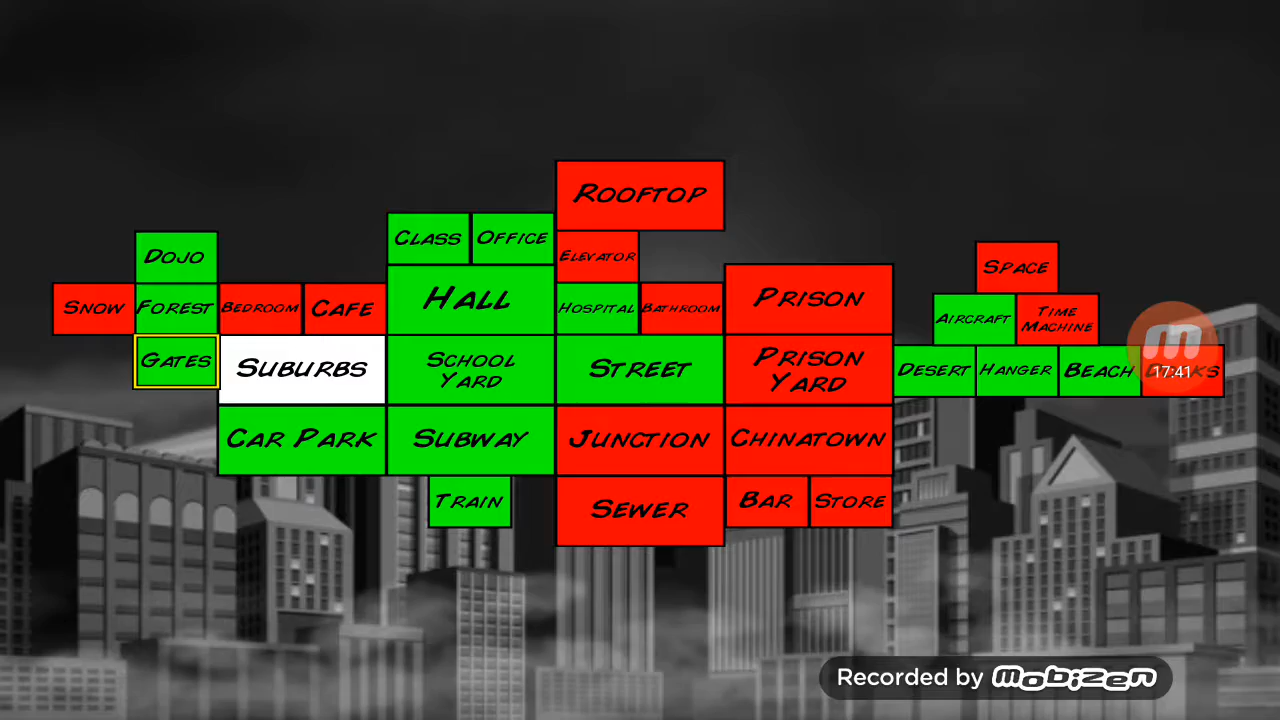 Rooftop
Class
Office
Elevator
Dojo
Space
Snow
Forest
Bedroom
Cafe
Hall
Hospital
Bathroom
Prison
Aircraft
Time
Machine
Gates
Suburbs
School
Yard
Street
Prison
Yard
Desert
Hanger
Beach
17:41
Car Park
Subway
Junction
Chinatown
Train
Sewer
Bar
Store
Recorded by mobizen